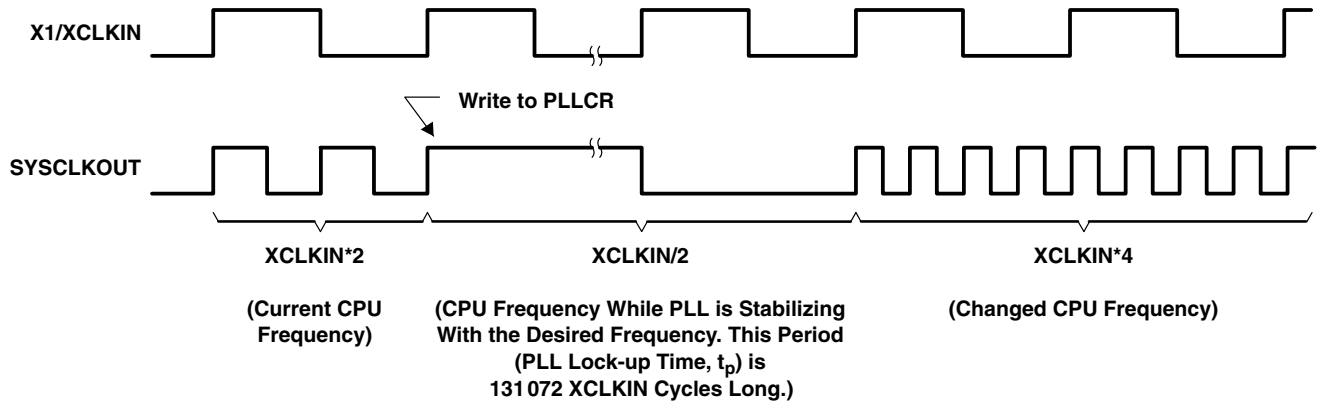 X1/XCLKIN
Write to PLLCR
SYSCLKOUT
XCLKIN*2
XCLKIN/2
XCLKIN*4
(Current CPU
Frequency)
(CPU Frequency While PLL is Stabilizing
With the Desired Frequency. This Period
(PLL Lock-up Time, tp) is
131 072 XCLKIN Cycles Long.)
(Changed CPU Frequency)